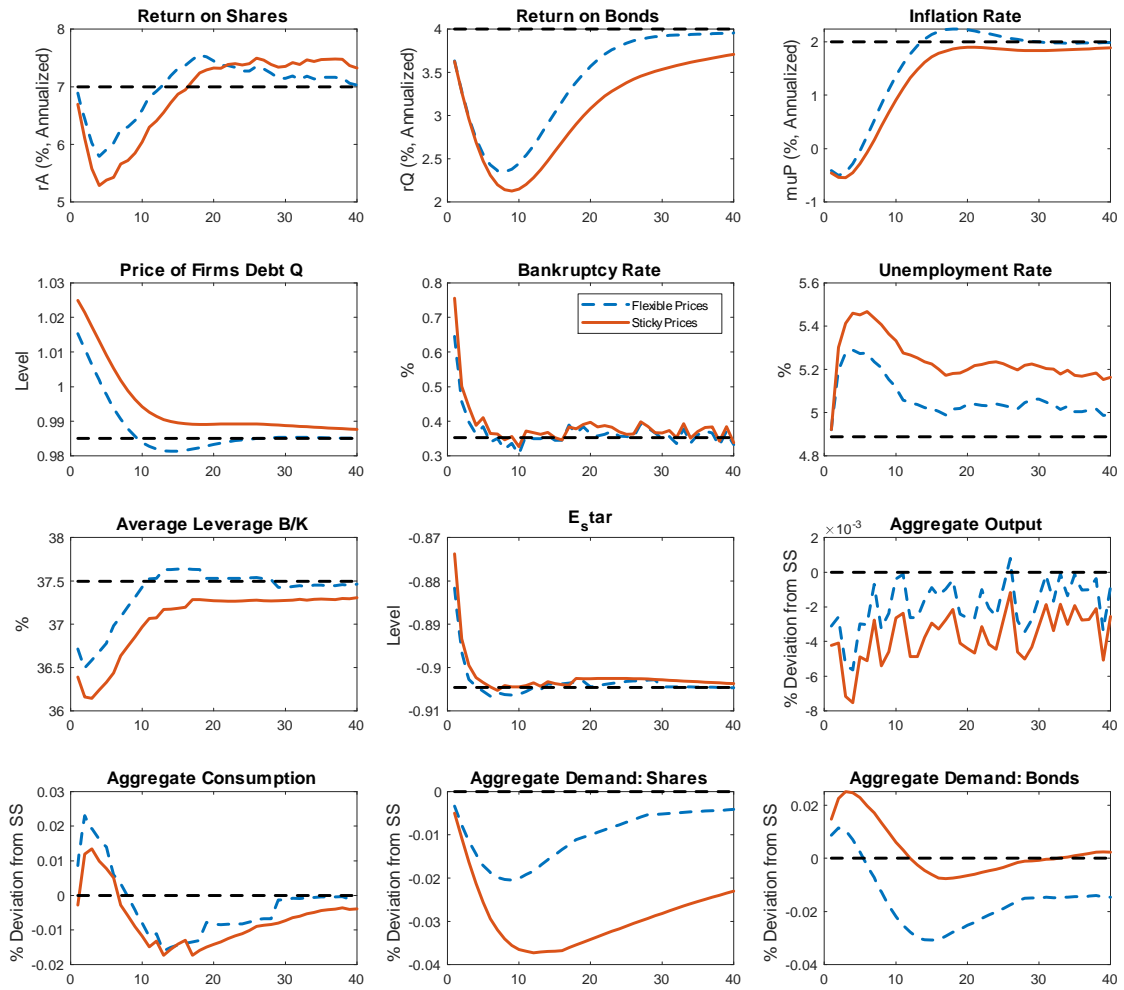 Return on Shares
8
7
6
5
rA (%, Annualized)
0 10 20 30 40
Return on Bonds
4
3.5
3
2.5
2
rQ (%, Annualized)
0 10 20 30 40
Inflation Rate
2
1
0
-1
muP (%, Annualized)
0 10 20 30 40
Price of Firms Debt Q
1.03
1.02
1.01
1
0.99
0.98
Level
0 10 20 30 40
Bankruptcy Rate
0.8
0.7
0.6
0.5
0.4
0.3
%
Flexible Prices
Sticky Prices
0 10 20 30 40
Unemployment Rate
5.6
5.4
5.2
5
4.8
%
0 10 20 30 40
Average Leverage B/K
38
37.5
37
36.5
36
%
0 10 20 30 40
E_star
-0.87
-0.88
-0.89
-0.9
-0.91
Level
0 10 20 30 40
Aggregate Output
×10-3
2
0
-2
-4
-6
-8
% Deviation from SS
0 10 20 30 40
Aggregate Consumption
0.03
0.02
0.01
0
-0.01
-0.02
% Deviation from SS
0 10 20 30 40
Aggregate Demand: Shares
0
-0.01
-0.02
-0.03
-0.04
% Deviation from SS
0 10 20 30 40
Aggregate Demand: Bonds
0.02
0
-0.02
-0.04
% Deviation from SS
0 10 20 30 40